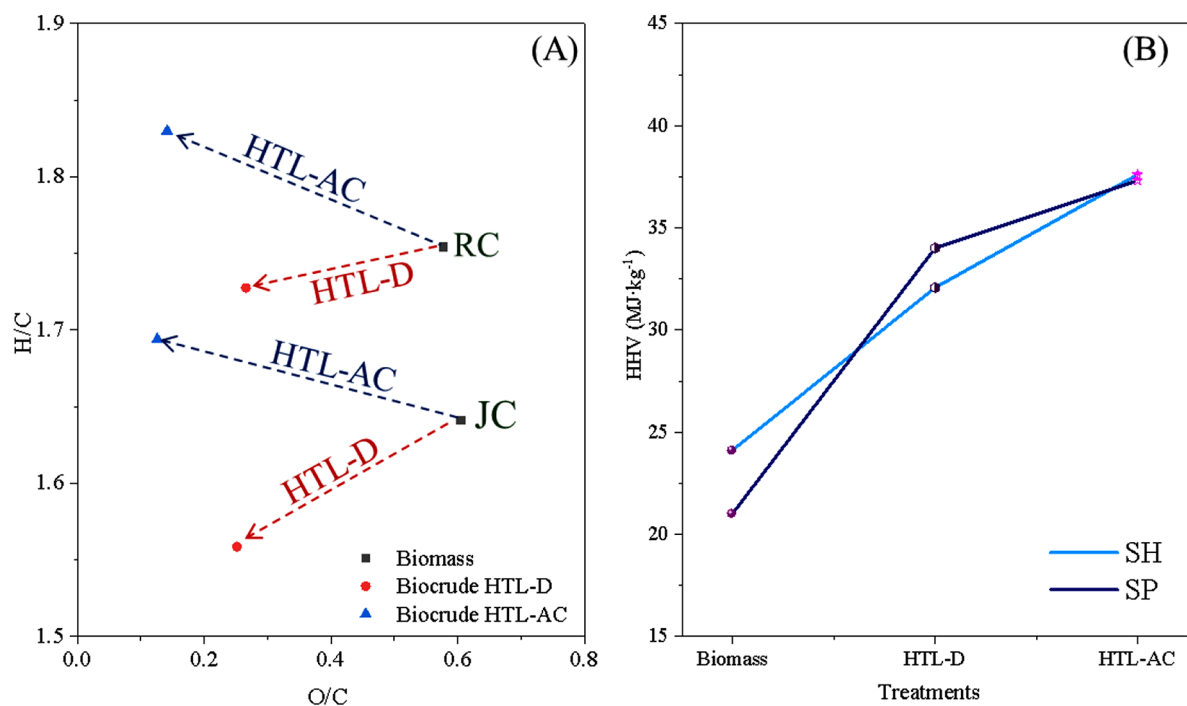 (A)
1.9
1.8
1.7
1.6
1.5
H/C
HTL-AC
RC
HTL-D
HTL-AC
JC
HTL-D
Biomass
Biocrude HTL-D
Biocrude HTL-AC
0.0 0.2 0.4 0.6 0.8
O/C
(B)
45
40
35
30
25
20
15
HHV (MJ·kg⁻¹)
SH
SP
Biomass HTL-D HTL-AC
Treatments